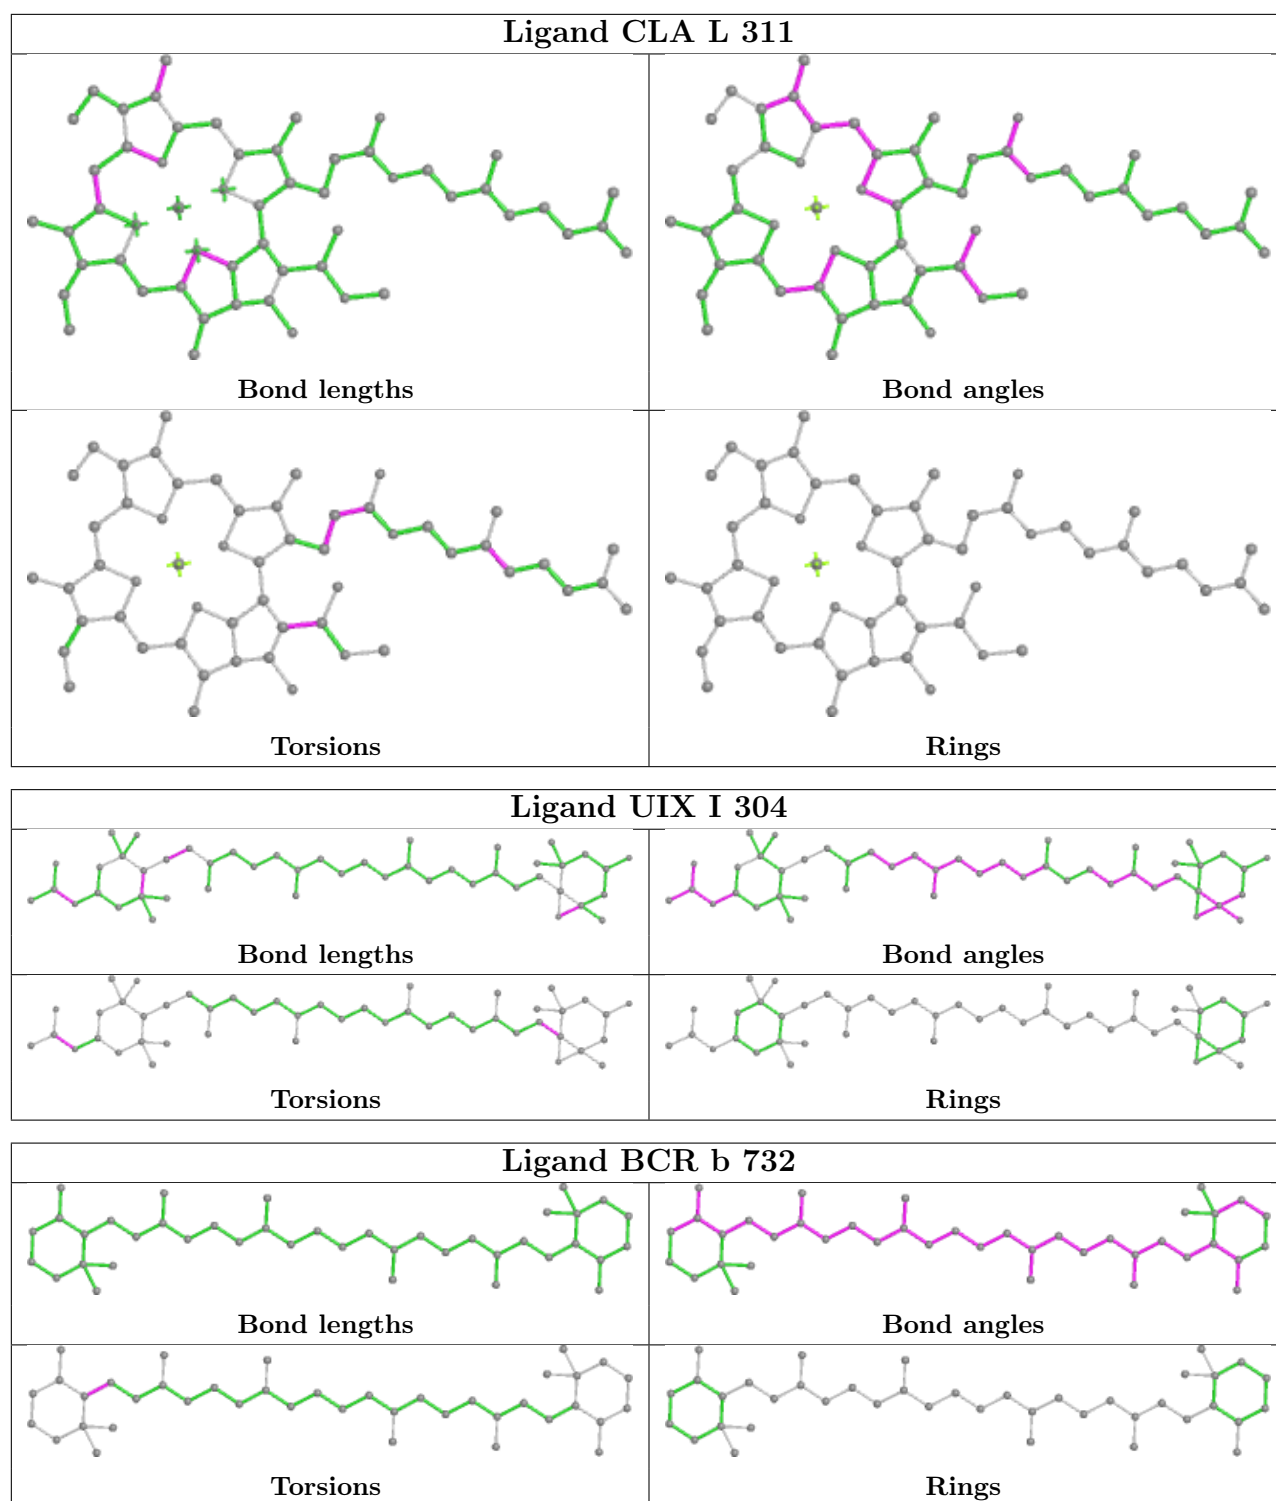 Ligand CLA L 311
Bond lengths
Bond angles
Torsions
Rings
Ligand UIX I 304
Bond lengths
Bond angles
Torsions
Rings
Ligand BCR b 732
Bond lengths
Bond angles
Torsions
Rings